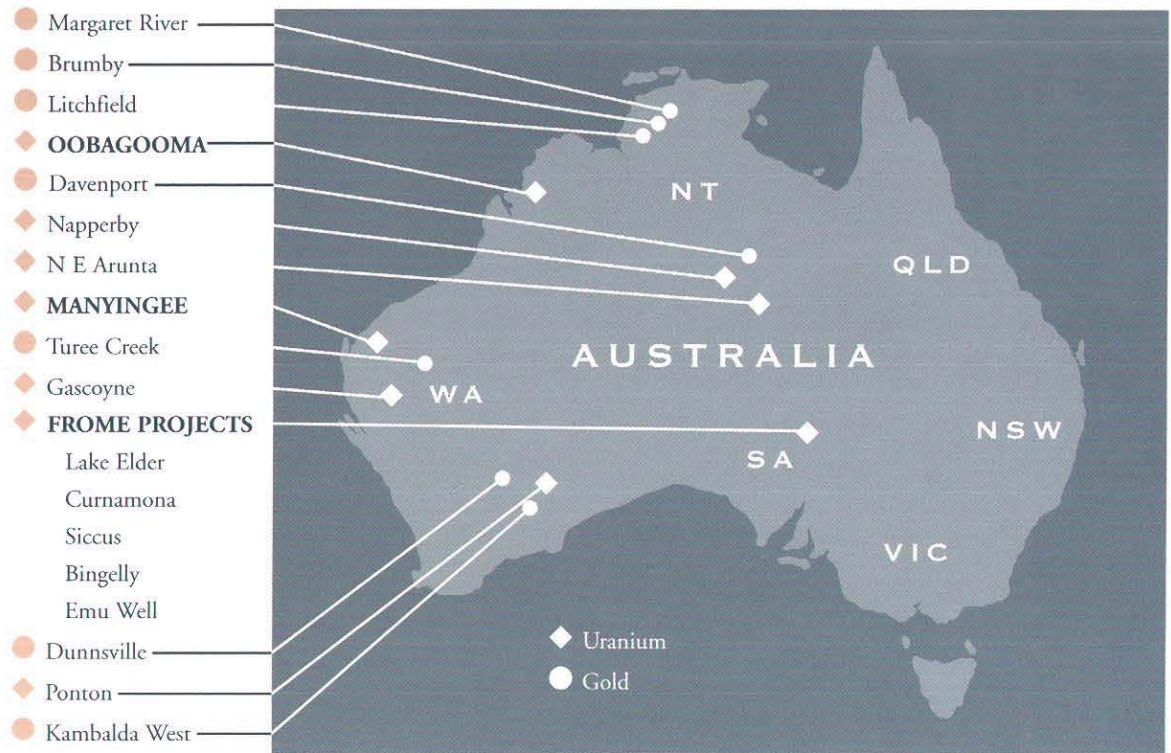 Margaret River
Brumby
Litchfield
OOBAGOOMA
Davenport
Napperby
N E Arunta
MANYINGEE
Turee Creek
Gascoyne
FROME PROJECTS
Lake Elder
Curnamona
Siccus
Bingelly
Emu Well
Dunnsville
Ponton
Kambalda West
NT
QLD
AUSTRALIA
WA
NSW
SA
VIC
Uranium
Gold